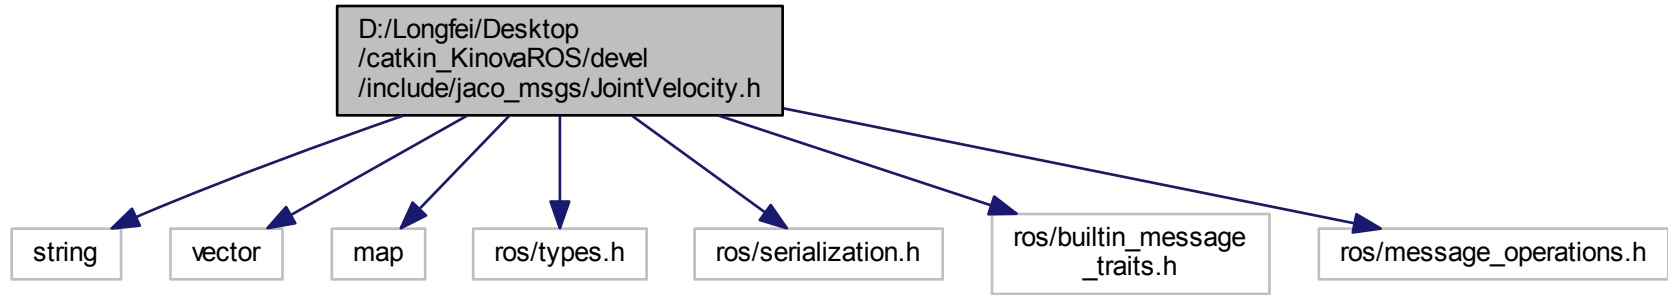 D:/Longfei/Desktop
/catkin_KinovaROS/devel
/include/jaco_msgs/JointVelocity.h
string
vector
map
ros/types.h
ros/serialization.h
ros/builtin_message
_traits.h
ros/message_operations.h